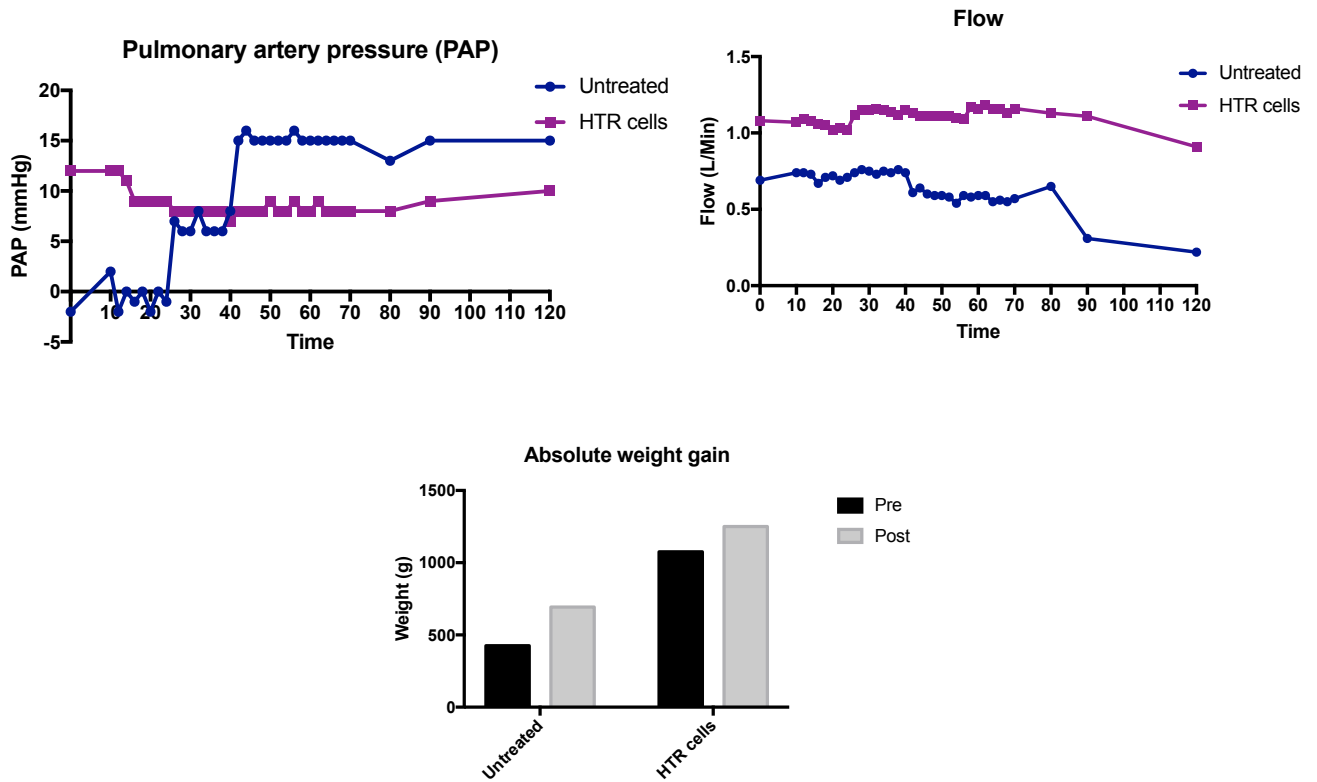 Pulmonary artery pressure (PAP)
Untreated
HTR cells
PAP (mmHg)
20
15
10
5
0
-5
10 20 30 40 50 60 70 80 90 100 110 120
Time
Flow
Untreated
HTR cells
Flow (L/Min)
1.5
1.0
0.5
0.0
0 10 20 30 40 50 60 70 80 90 100 110 120
Time
Absolute weight gain
Pre
Post
Weight (g)
1500
1000
500
0
Untreated
HTR cells